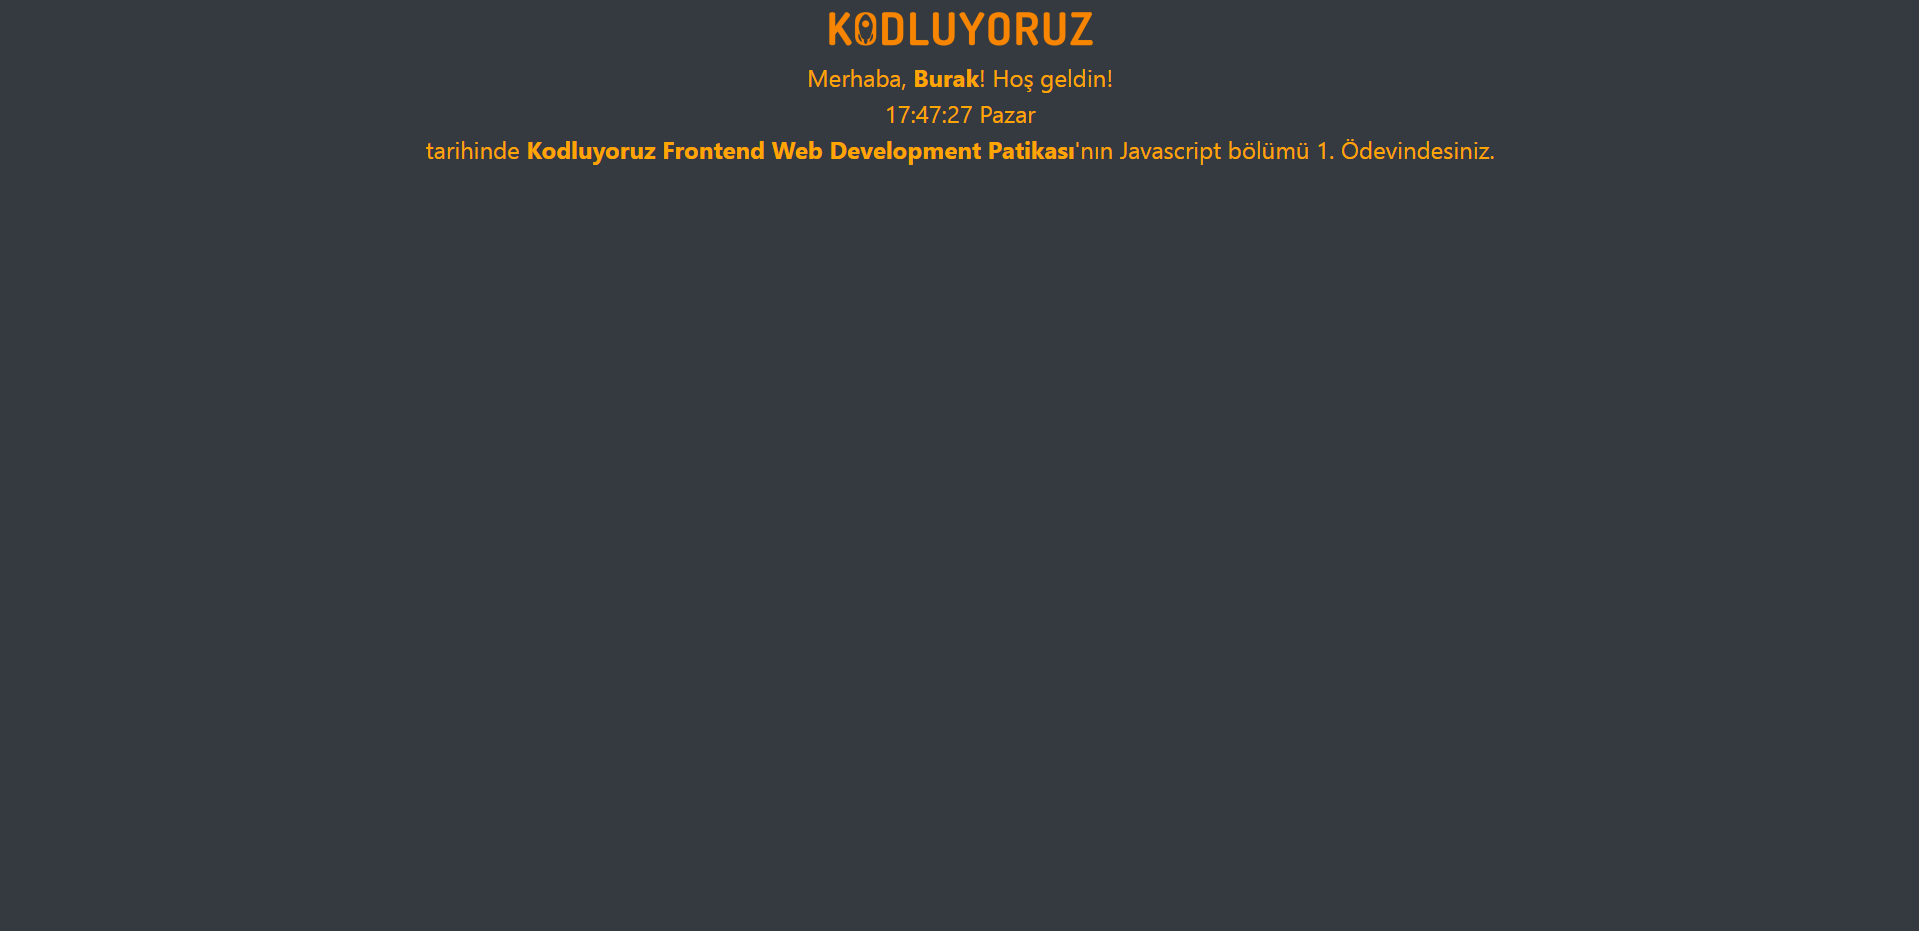 KODLUYORUZ
Merhaba, Burak! Hoş geldin!
17:47:27 Pazar
tarihinde Kodluyoruz Frontend Web Development Patikası'nın Javascript bölümü 1. Ödevindesiniz.